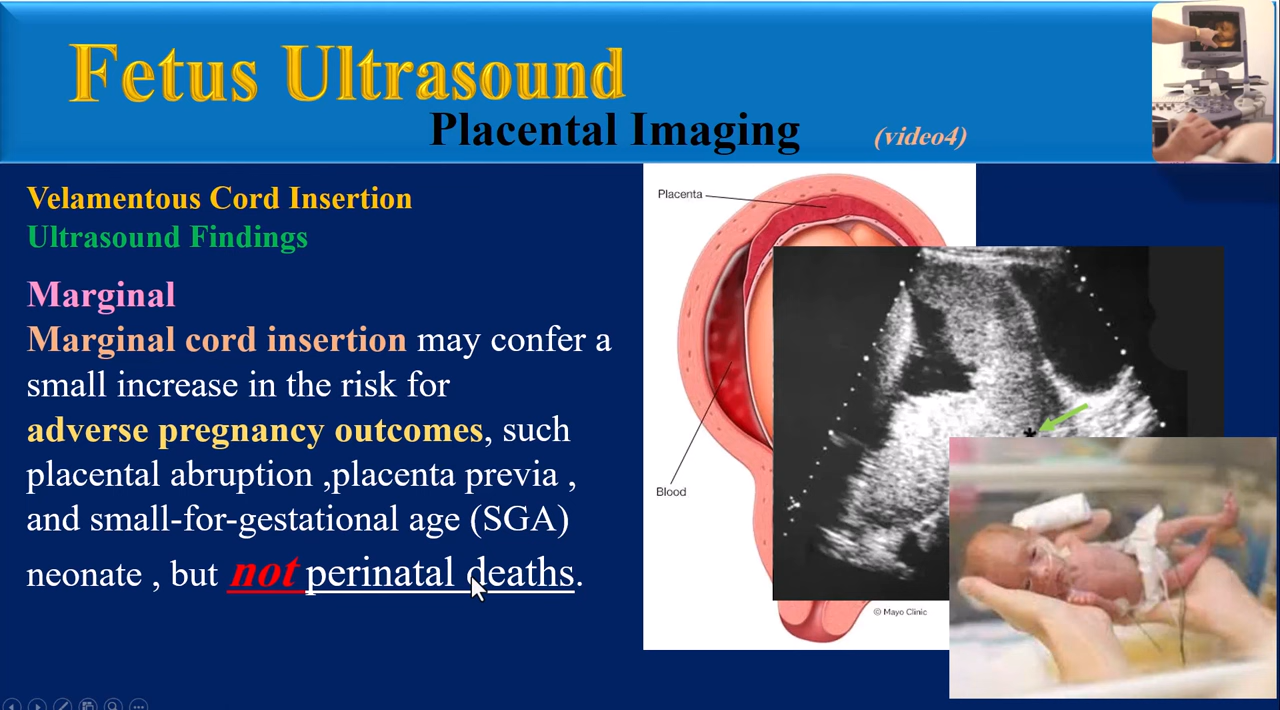 Fetus Ultrasound
Placental Imaging
(video4)
Velamentous Cord Insertion
Ultrasound Findings
Marginal
Marginal cord insertion may confer a
small increase in the risk for
adverse pregnancy outcomes, such
placental abruption ,placenta previa ,
and small-for-gestational age (SGA)
neonate , but not perinatal deaths.
Placenta
Blood
© Mayo Clinic
*